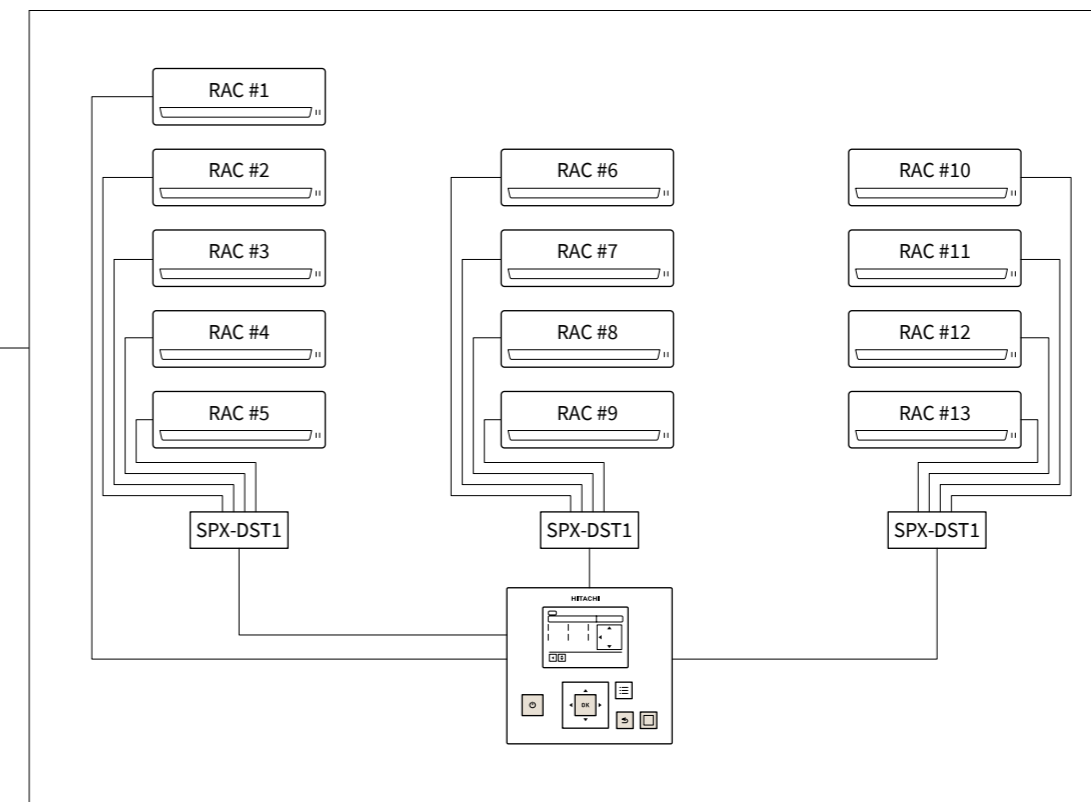 RAC #1
RAC #2
RAC #6
RAC #10
RAC #3
RAC #7
RAC #11
RAC #4
RAC #8
RAC #12
RAC #5
RAC #9
RAC #13
SPX-DST1
SPX-DST1
SPX-DST1
HITACHI
OK